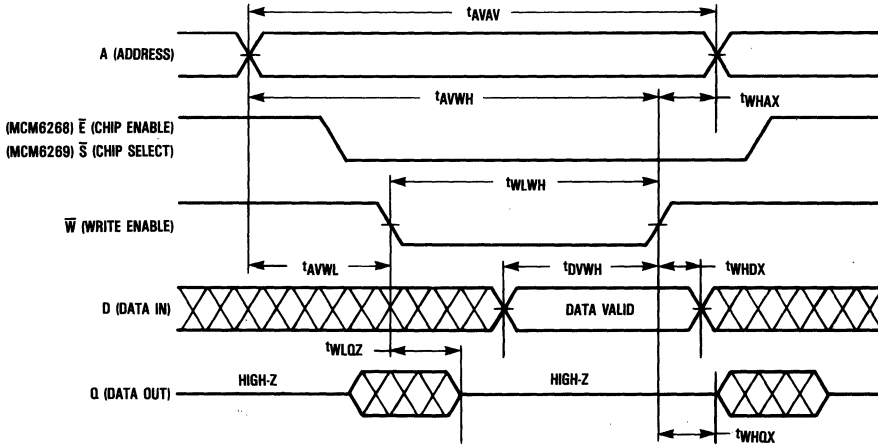 tAVAV
A (ADDRESS)
tAVWH
tWHAX
(MCM6268) E̅ (CHIP ENABLE)
(MCM6269) S̅ (CHIP SELECT)
tWLWH
W̅ (WRITE ENABLE)
tAVWL
tDVWH
tWHDX
D (DATA IN)
DATA VALID
tWLQZ
HIGH-Z
HIGH-Z
Q (DATA OUT)
tWHQX